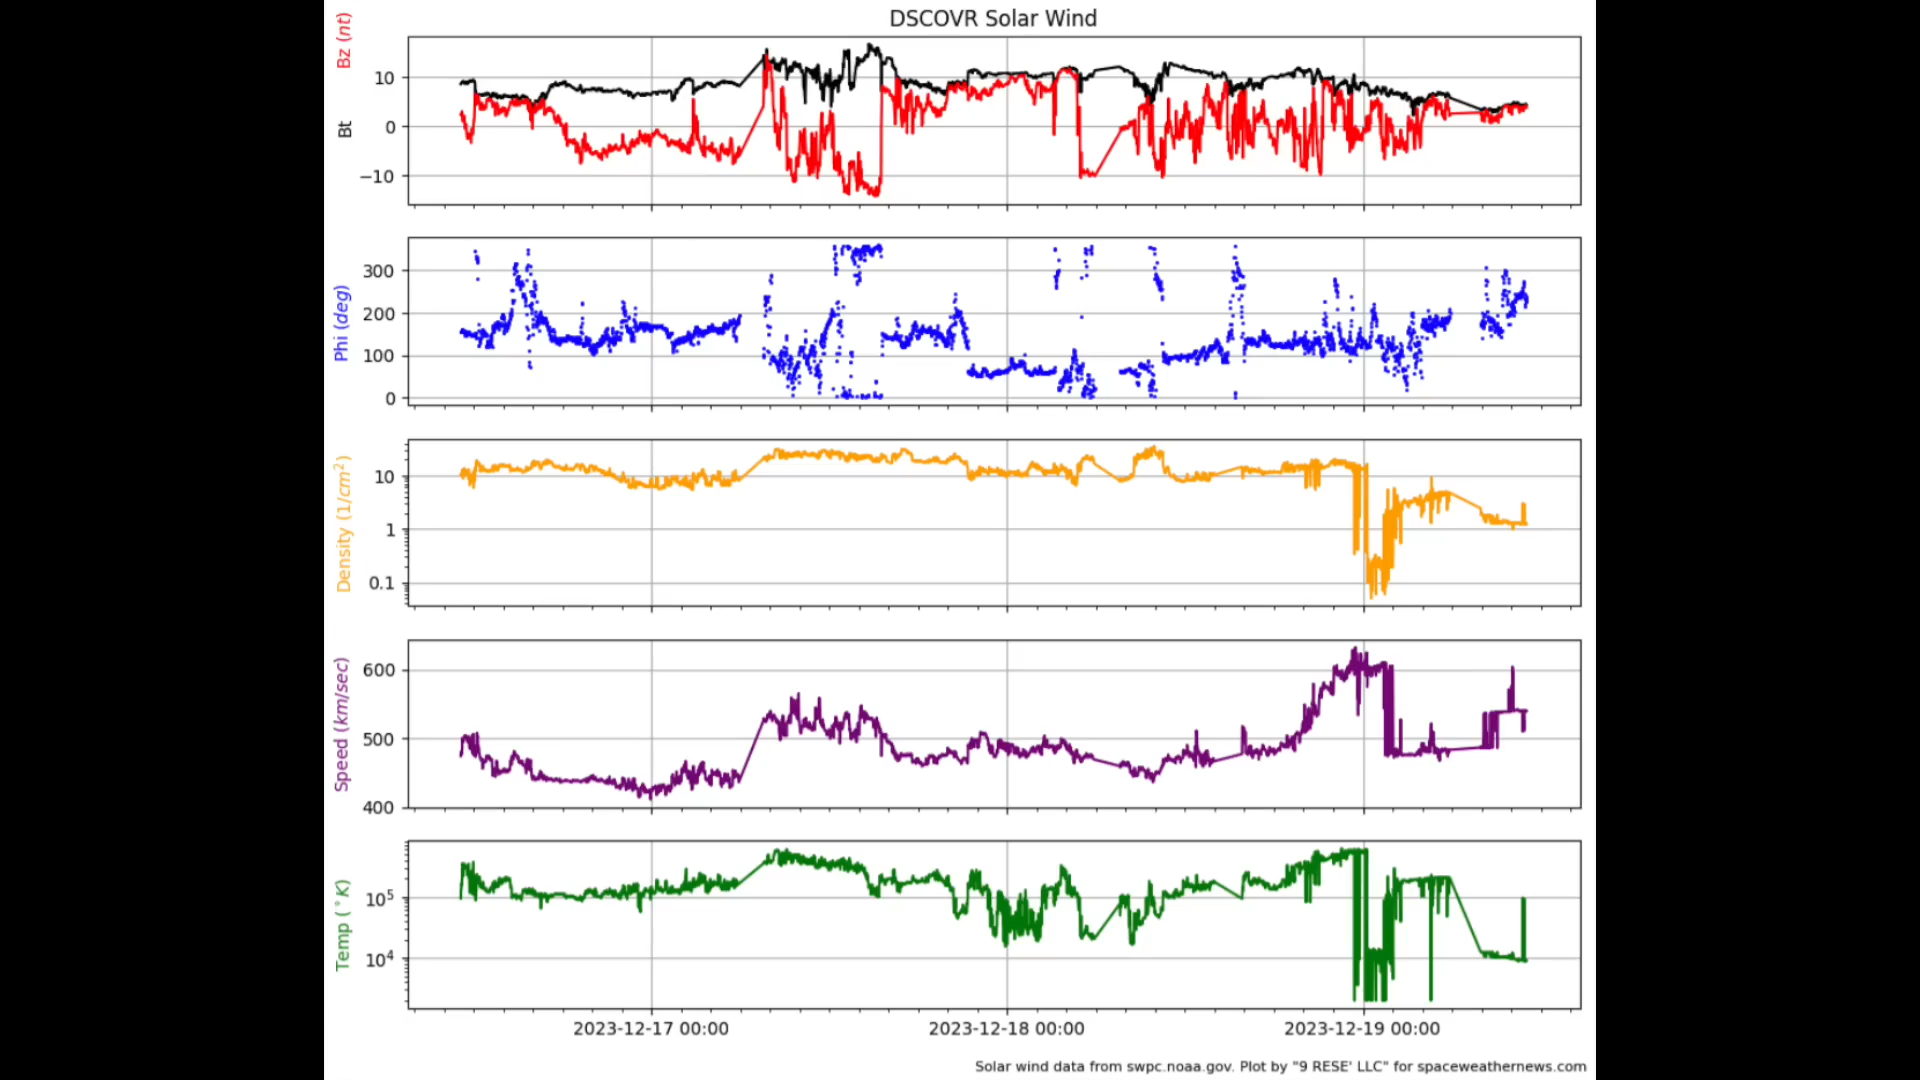 DSCOVR Solar Wind
Bz (nt)
Bt
10
0
−10
Phi (deg)
300
200
100
0
Density (1/cm²)
10
1
0.1
Speed (km/sec)
600
500
400
Temp (°K)
10⁵
10⁴
2023-12-17 00:00 2023-12-18 00:00 2023-12-19 00:00
Solar wind data from swpc.noaa.gov. Plot by "9 RESE' LLC" for spaceweathernews.com